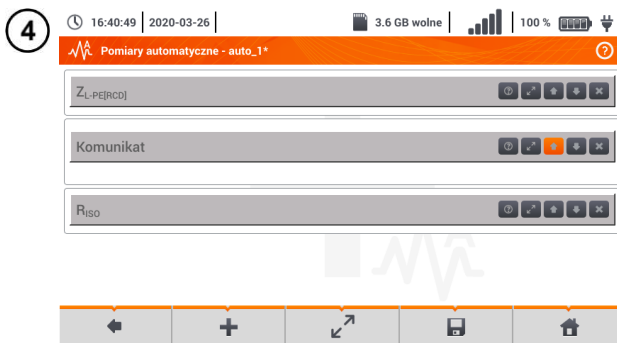 4
16:40:49 2020-03-26 3.6 GB wolne 100 %
Pomiary automatyczne - auto_1*
ZL-PE[RCD]
Komunikat
RISO